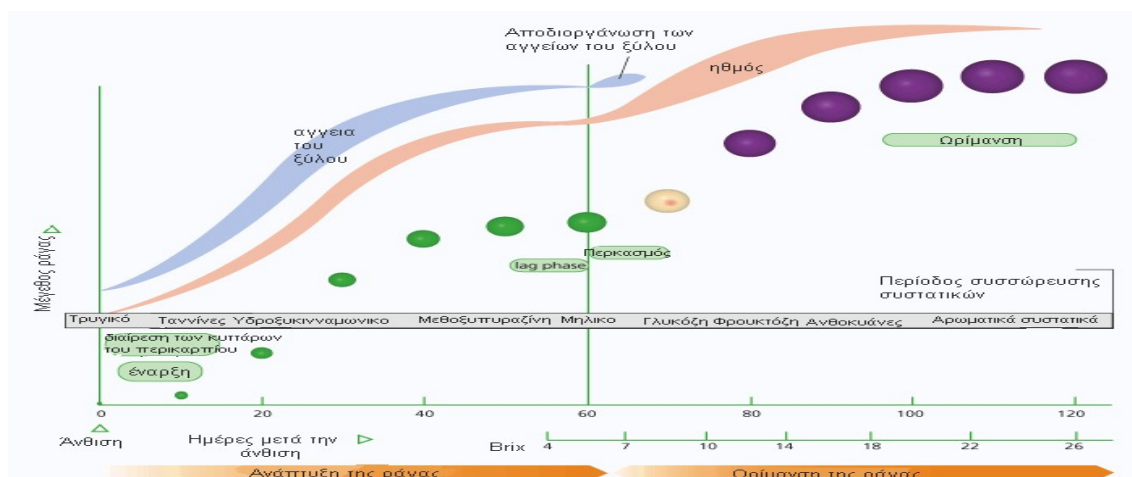 Αποδιοργάνωση των
αγγείων του ξύλου
ηθμός
αγγεια
του
ξύλου
Ωρίμανση
Μέγεθος ράγας
Περκασμός
lag phase
Περίοδος συσσώρευσης
συστατικών
Τρυγικό Ταννίνες Υδροξυκινναμωνικο Μεθοξυπυραζίνη Μηλικο Γλυκόζη Φρουκτόζη Ανθοκυάνες Αρωματικά συστατικά
διαίρεση των κυττάρων
του περικαρπίου
έναρξη
0 20 40 60 80 100 120
Άνθιση
Ημέρες μετά την
άνθιση
Brix 4 7 10 14 18 22 26
Ανάπτυξη της ράγας Ωρίμανση της ράγας